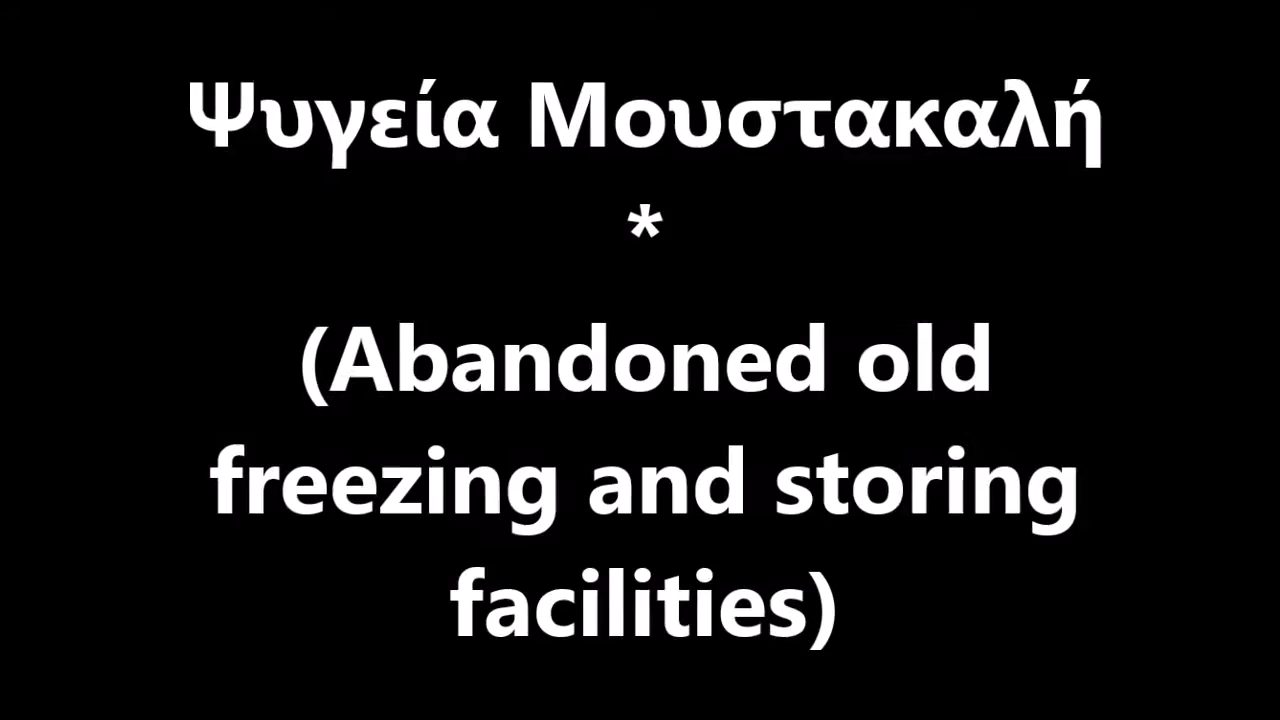 Ψυγεία Μουστακαλή
*
(Abandoned old
freezing and storing
facilities)